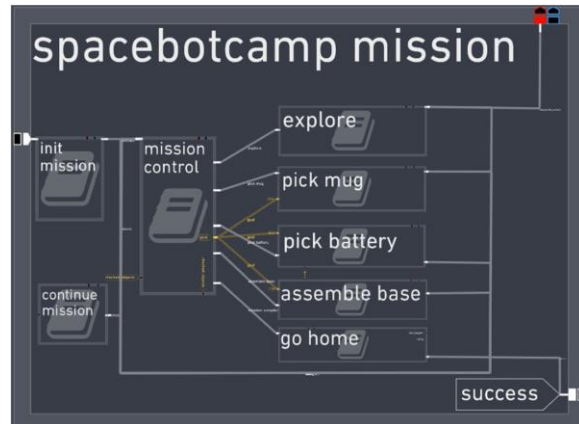 spacebotcamp mission
init
mission
mission
control
explore
pick mug
pick battery
continue
mission
assemble base
go home
success